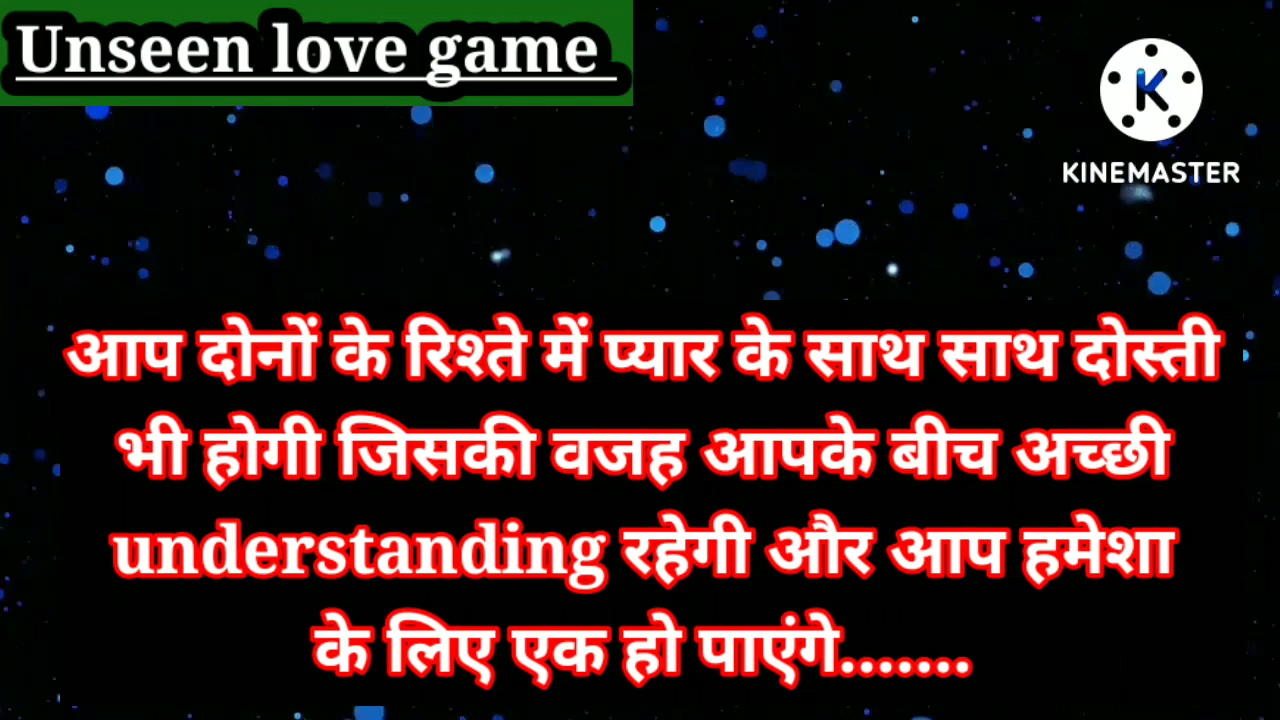 Unseen love game
KINEMASTER
आप दोनों के रिश्ते में प्यार के साथ साथ दोस्ती
भी होगी जिसकी वजह आपके बीच अच्छी
understanding रहेगी और आप हमेशा
के लिए एक हो पाएंगे.......